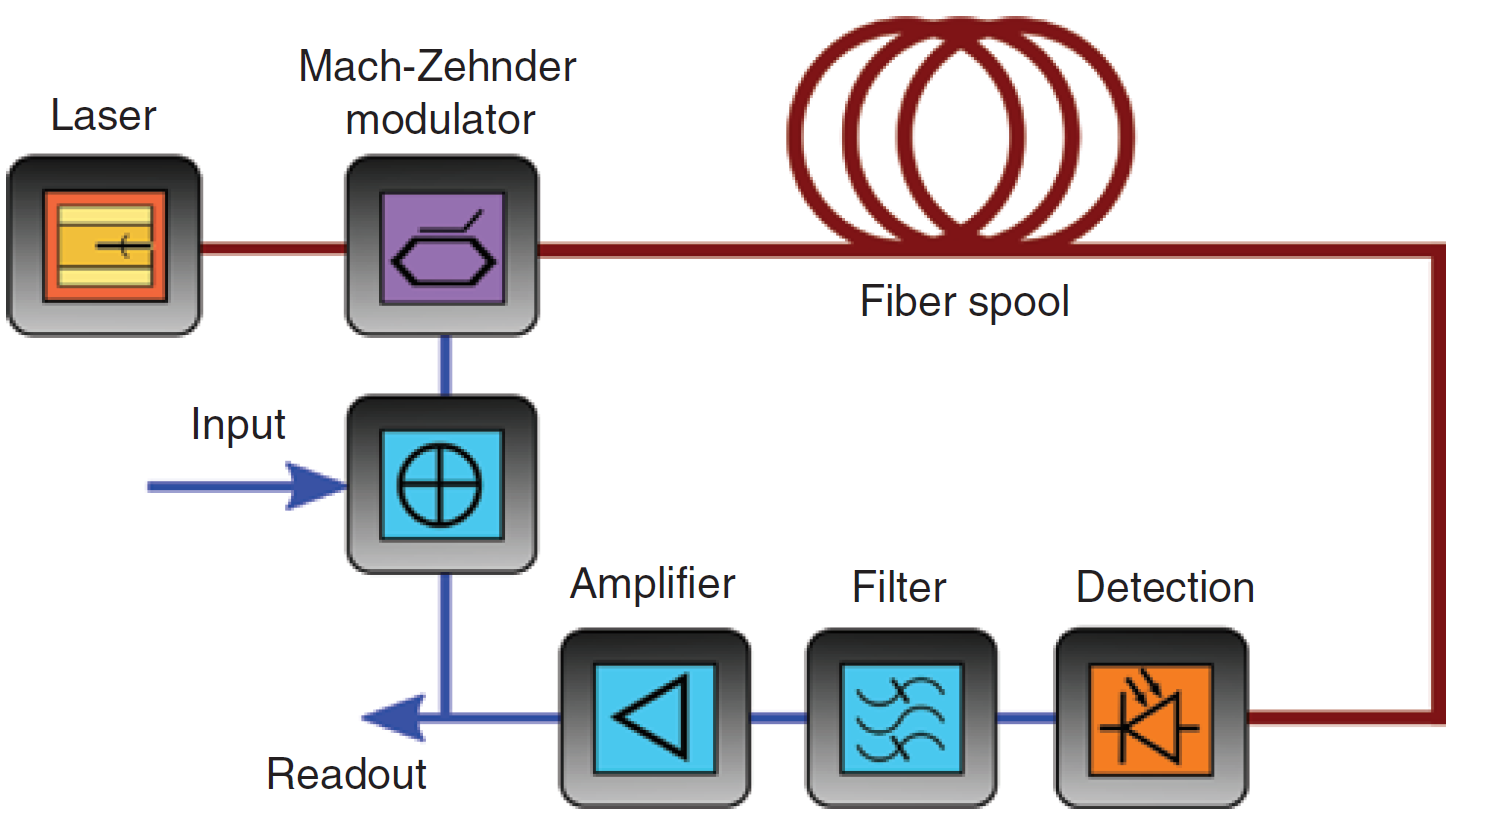 Mach-Zehnder
modulator
Laser
Fiber spool
Input
Amplifier
Filter
Detection
Readout